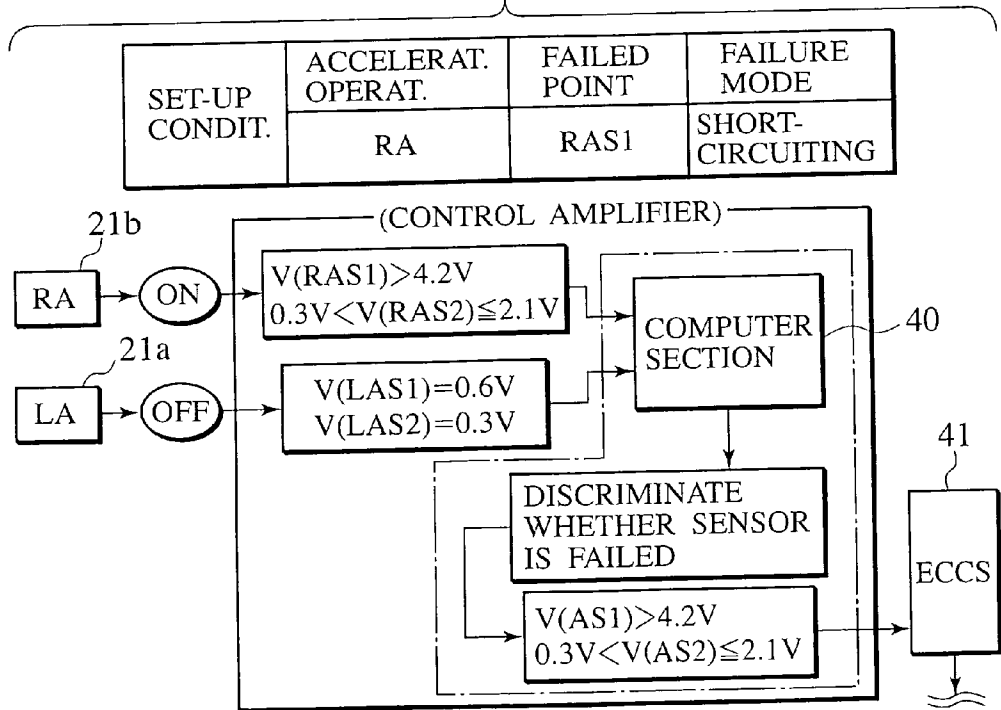 SET-UP
CONDIT.
ACCELERAT.
OPERAT.
FAILED
POINT
FAILURE
MODE
RA
RAS1
SHORT-
CIRCUITING
(CONTROL AMPLIFIER)
21b
RA
ON
V(RAS1)>4.2V
0.3V<V(RAS2)≦2.1V
COMPUTER
SECTION
40
21a
LA
OFF
V(LAS1)=0.6V
V(LAS2)=0.3V
DISCRIMINATE
WHETHER SENSOR
IS FAILED
41
ECCS
V(AS1)>4.2V
0.3V<V(AS2)≦2.1V